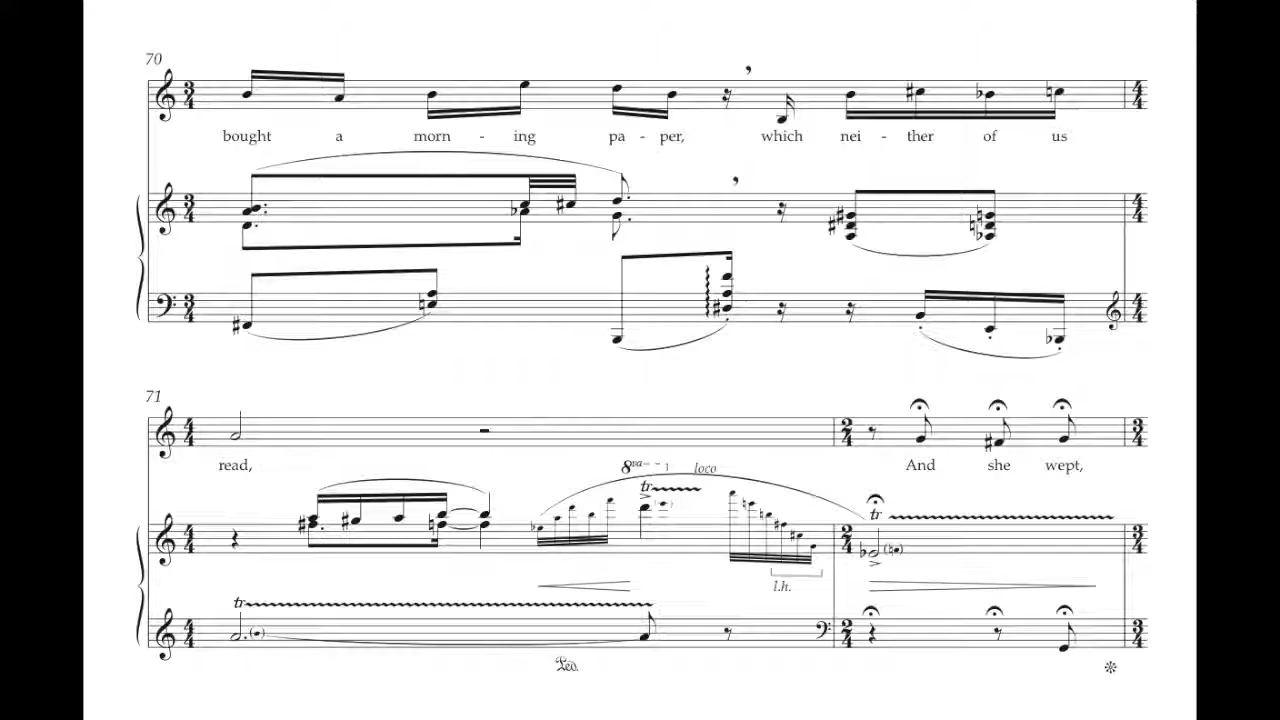 70
bought a morn - ing pa - per, which nei - ther of us
71
read, And she wept,
8va loco
tr
tr
l.h.
tr
Ped.